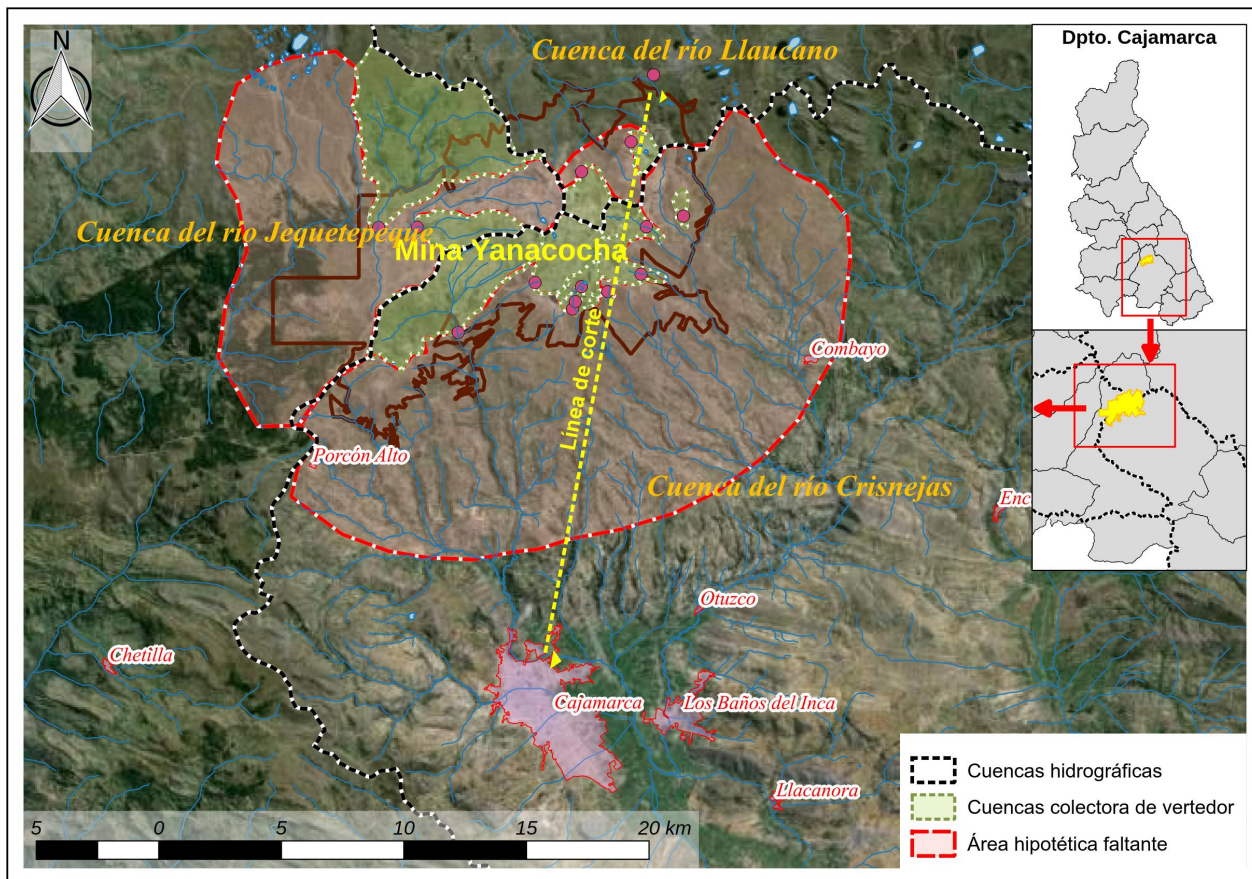 N
Cuenca del río Llaucano
Dpto. Cajamarca
Cuenca del río Jequetepeque
Mina Yanacocha
Línea de corte
Combayo
Porcón Alto
Cuenca del río Crisnejas
Enc
Otuzco
Chetilla
Cajamarca
Los Baños del Inca
Llacanora
5 0 5 10 15 20 km
Cuencas hidrográficas
Cuencas colectora de vertedor
Área hipotética faltante